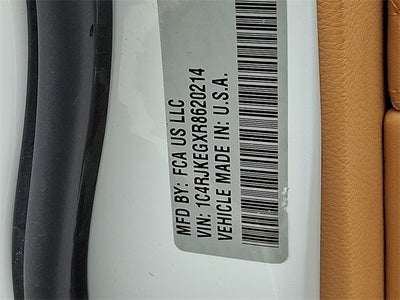 MFD BY: FCA US LLC
VIN: 1C4RJKEGXR8620214
VEHICLE MADE IN: U.S.A.